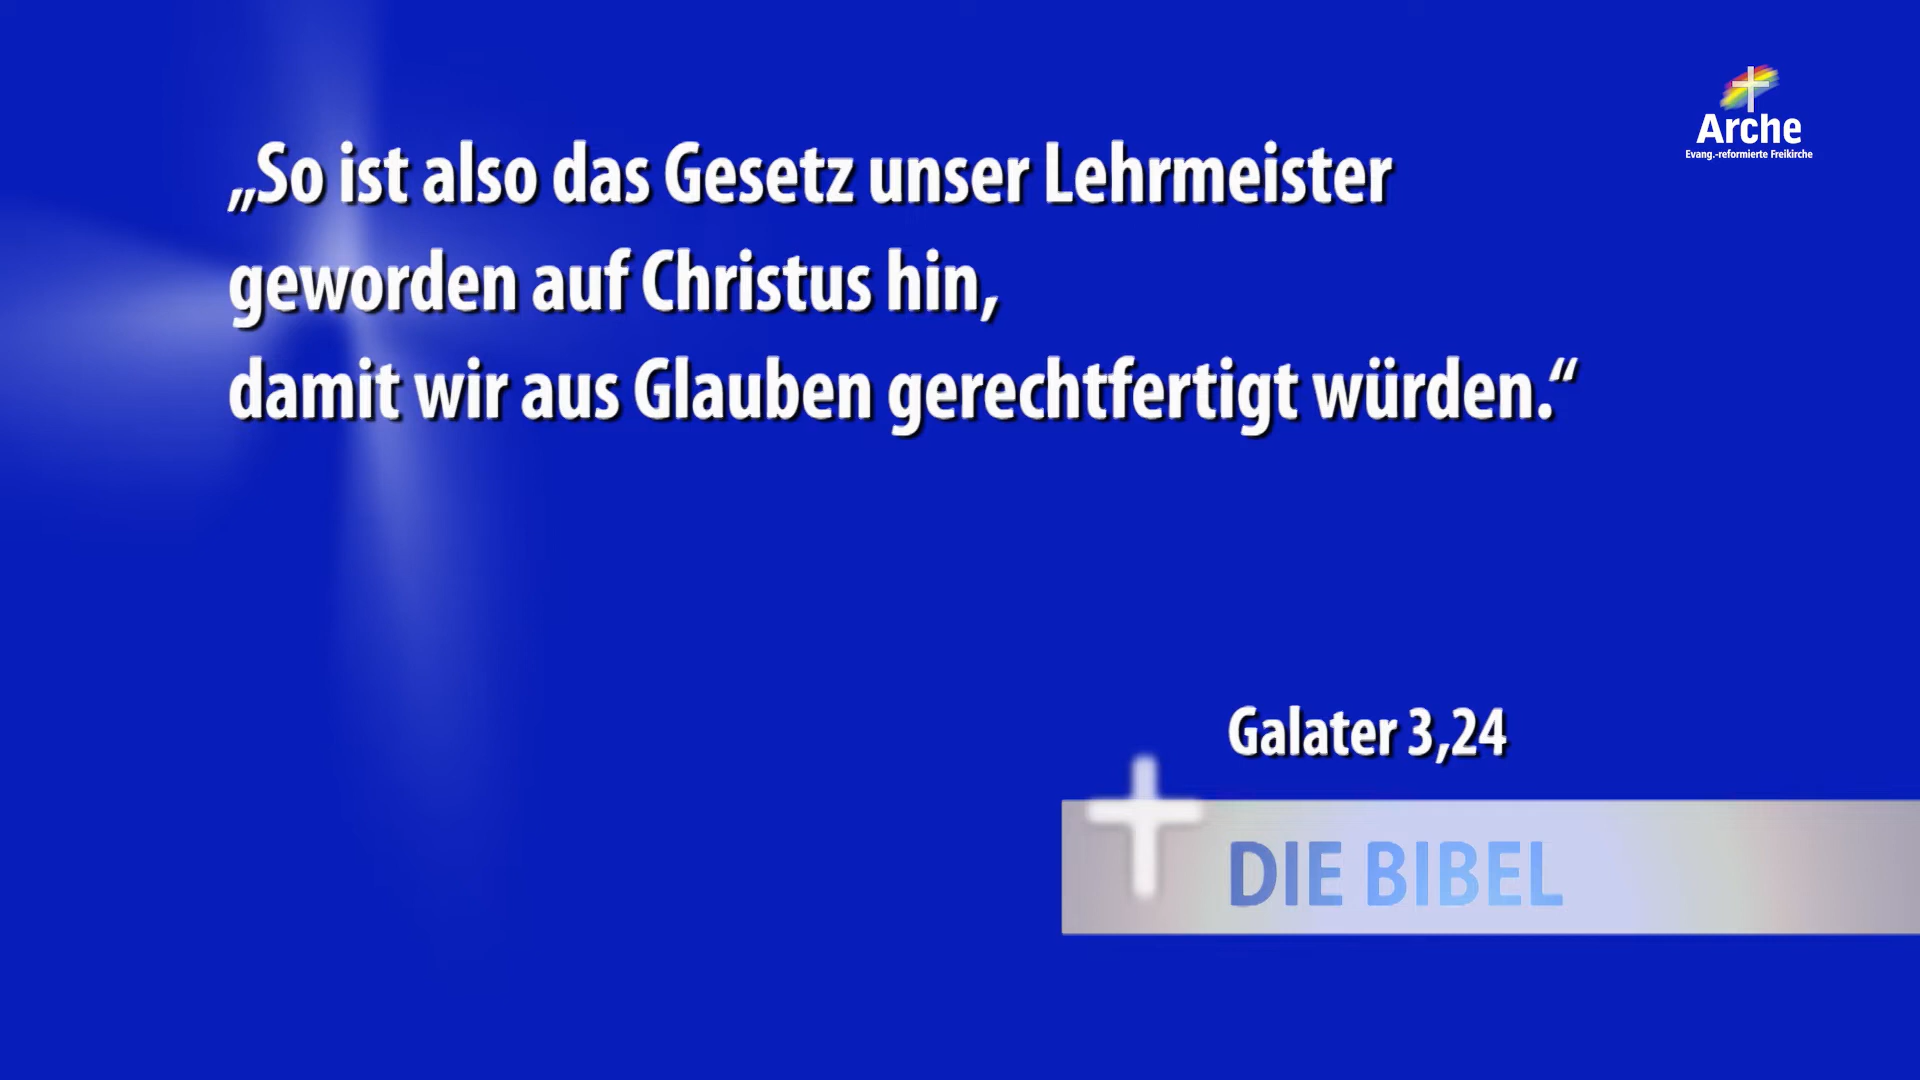 Arche
Evang.-reformierte Freikirche
„So ist also das Gesetz unser Lehrmeister
geworden auf Christus hin,
damit wir aus Glauben gerechtfertigt würden.“
Galater 3,24
DIE BIBEL